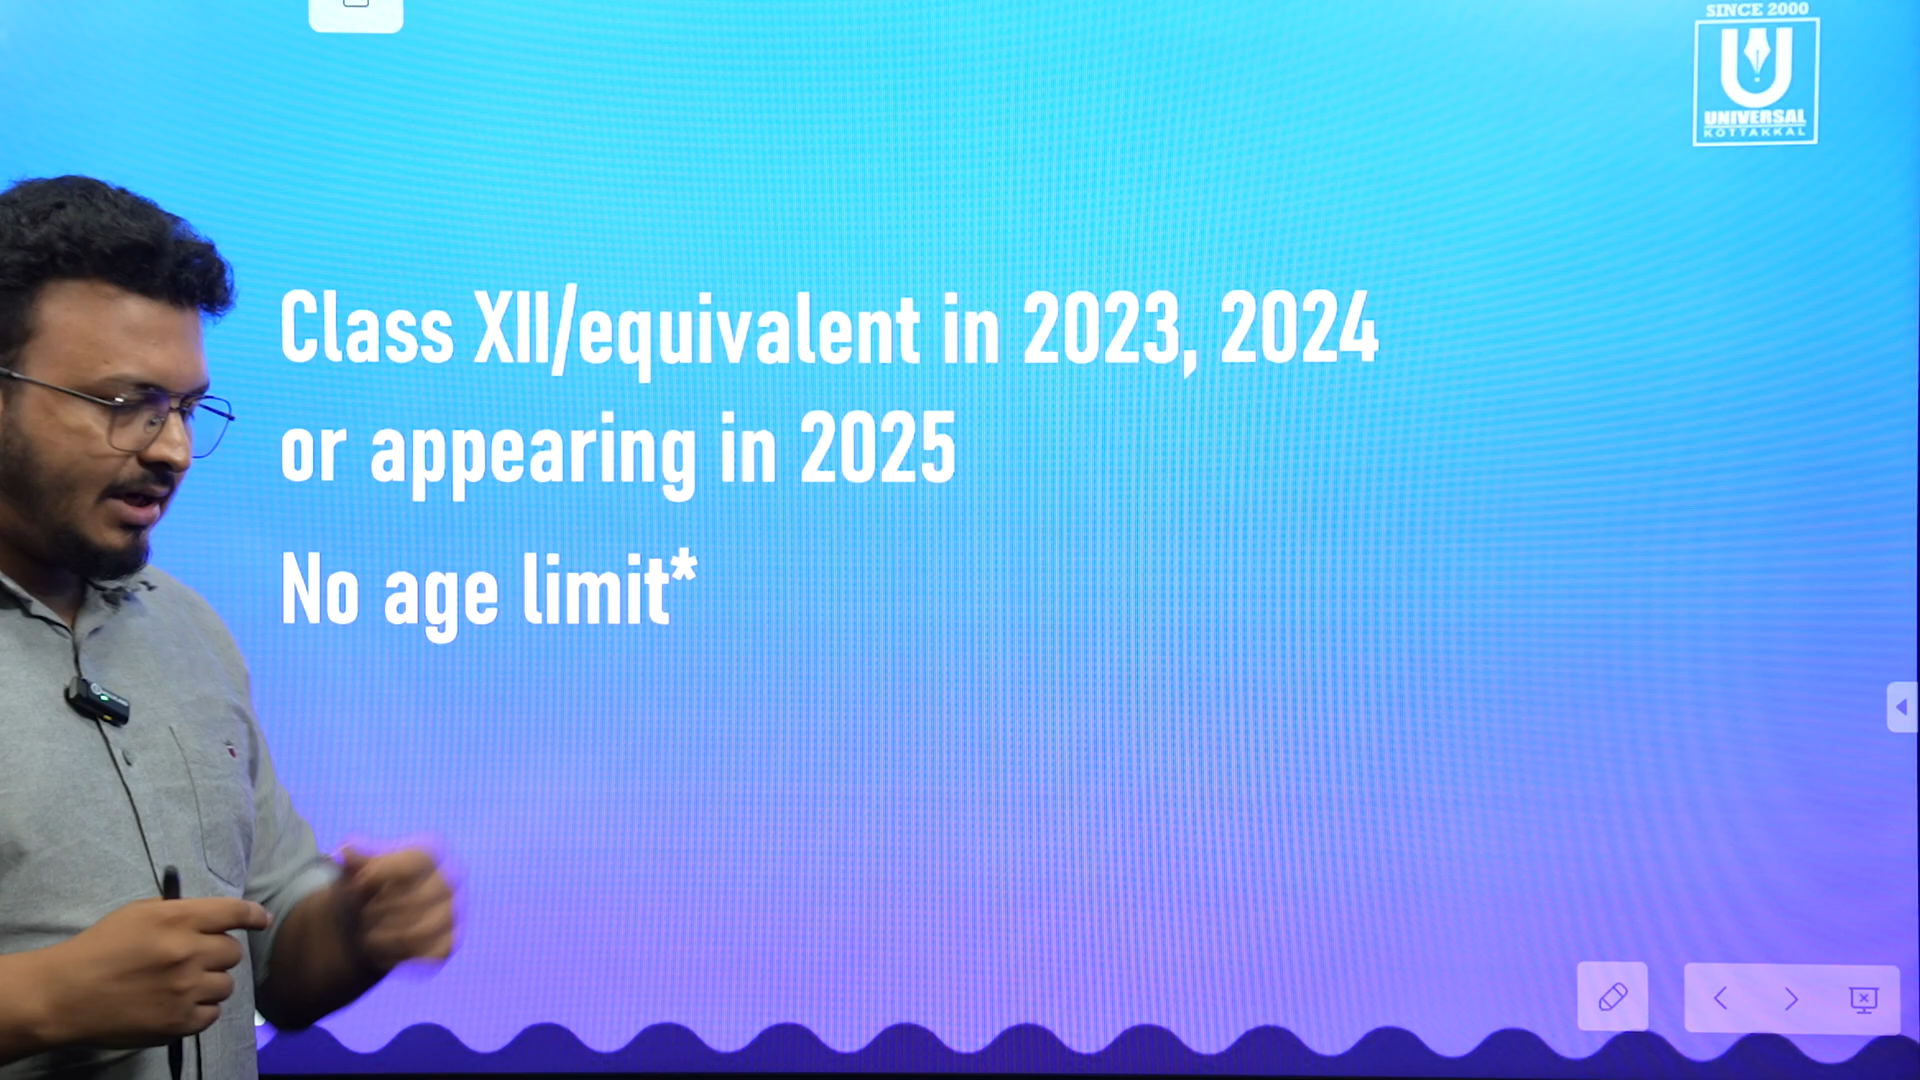 SINCE 2000
UNIVERSAL
KOTTAKKAL
Class XII/equivalent in 2023, 2024
or appearing in 2025
No age limit*